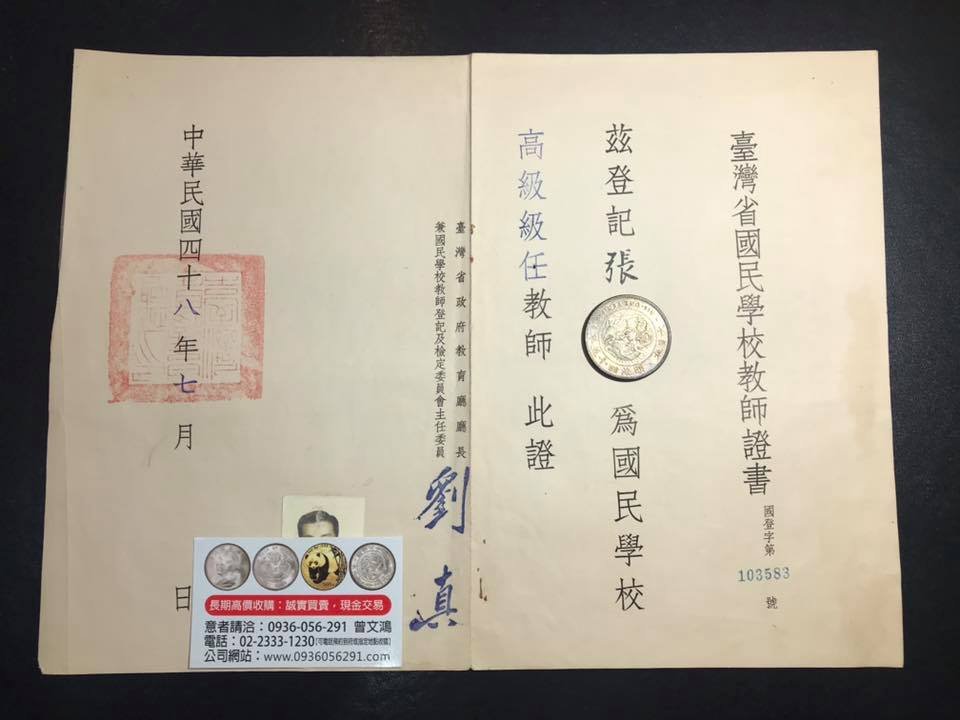 臺灣省國民學校教師證書
國登字第
103583
號
茲登記張
爲國民學校
高級級任教師 此證
臺灣省政府教育廳廳長
兼國民學校教師登記及檢定委員會主任委員
劉真
中華民國四十八年七月 日
長期高價收購：誠實買賣，現金交易
意者請洽：0936-056-291 曾文鴻
電話：02-2333-1230
公司網站：www.0936056291.com